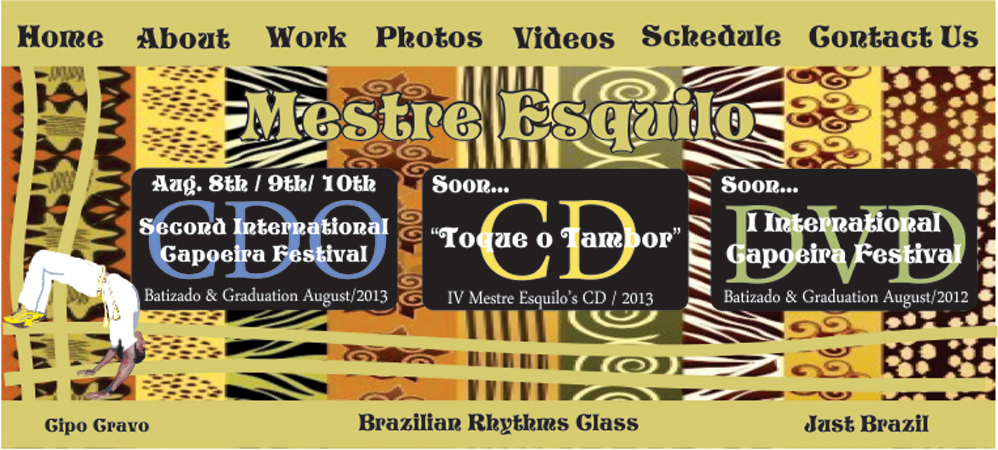 Home About Work Photos Videos Schedule Contact Us
Mestre Esquilo
Aug. 8th / 9th/ 10th
CDO
Second International
Capoeira Festival
Batizado & Graduation August/2013
Soon...
CD
"Toque o Tambor"
IV Mestre Esquilo's CD / 2013
Soon...
DVD
I International
Capoeira Festival
Batizado & Graduation August/2012
Cipo Cravo Brazilian Rhythms Class Just Brazil